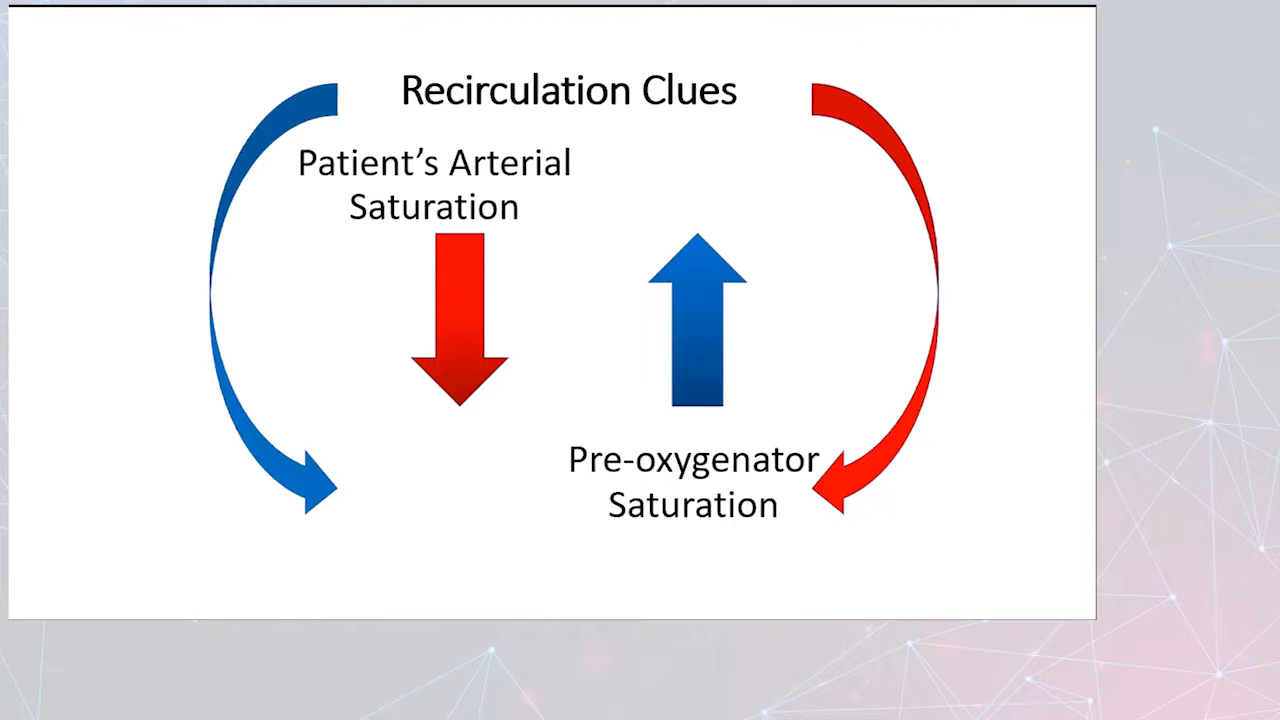 Recirculation Clues
Patient’s Arterial
Saturation
Pre-oxygenator
Saturation